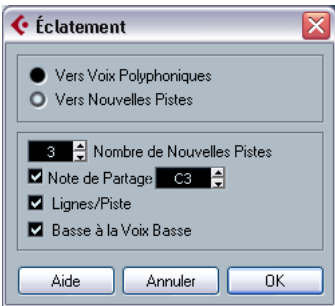 Éclatement
Vers Voix Polyphoniques
Vers Nouvelles Pistes
3 Nombre de Nouvelles Pistes
Note de Partage C3
Lignes/Piste
Basse à la Voix Basse
Aide Annuler OK